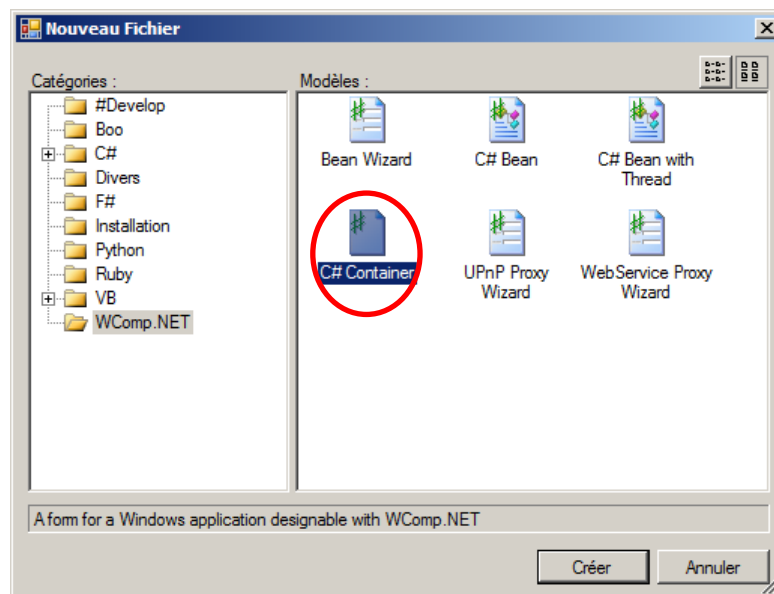 Nouveau Fichier
Catégories :
Modèles :
#Develop
Boo
C#
Divers
F#
Installation
Python
Ruby
VB
WComp.NET
Bean Wizard
C# Bean
C# Bean with
Thread
C# Container
UPnP Proxy
Wizard
WebService Proxy
Wizard
A form for a Windows application designable with WComp.NET
Créer
Annuler